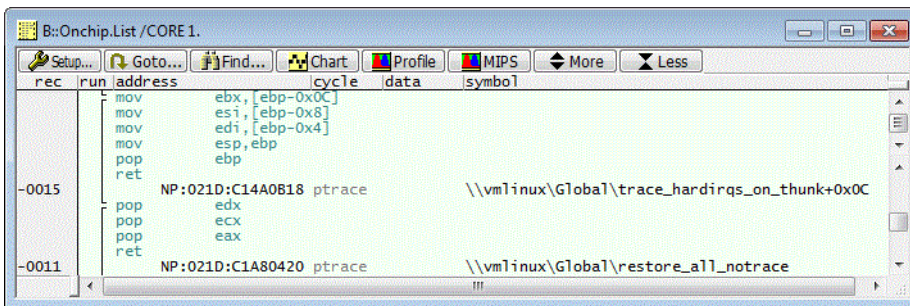 B::Onchip.List /CORE 1.
Setup... Goto... Find... Chart Profile MIPS More Less
rec run address cycle data symbol
mov ebx,[ebp-0x0C]
mov esi,[ebp-0x8]
mov edi,[ebp-0x4]
mov esp,ebp
pop ebp
ret
-0015 NP:021D:C14A0B18 ptrace \\vmlinux\Global\trace_hardirqs_on_thunk+0x0C
pop edx
pop ecx
pop eax
ret
-0011 NP:021D:C1A80420 ptrace \\vmlinux\Global\restore_all_notrace